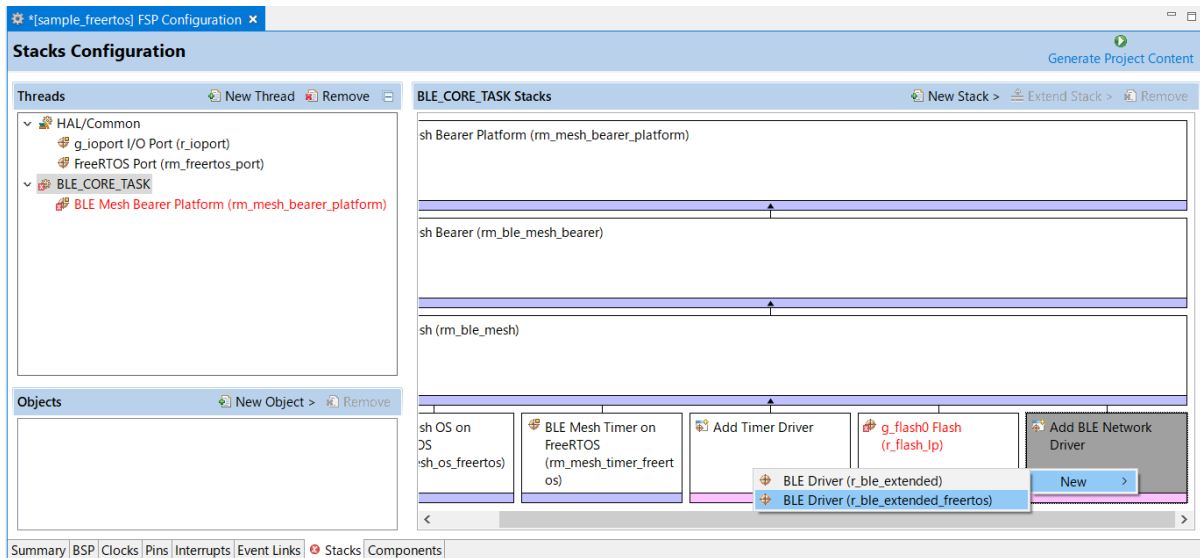 *[sample_freertos] FSP Configuration
Stacks Configuration
Generate Project Content
Threads
New Thread
Remove
HAL/Common
g_ioport I/O Port (r_ioport)
FreeRTOS Port (rm_freertos_port)
BLE_CORE_TASK
BLE Mesh Bearer Platform (rm_mesh_bearer_platform)
Objects
New Object >
Remove
BLE_CORE_TASK Stacks
New Stack >
Extend Stack >
Remove
sh Bearer Platform (rm_mesh_bearer_platform)
sh Bearer (rm_ble_mesh_bearer)
sh (rm_ble_mesh)
sh OS on
OS
sh_os_freertos)
BLE Mesh Timer on
FreeRTOS
(rm_mesh_timer_freert
os)
Add Timer Driver
g_flash0 Flash
(r_flash_lp)
Add BLE Network
Driver
New
BLE Driver (r_ble_extended)
BLE Driver (r_ble_extended_freertos)
Summary BSP Clocks Pins Interrupts Event Links Stacks Components